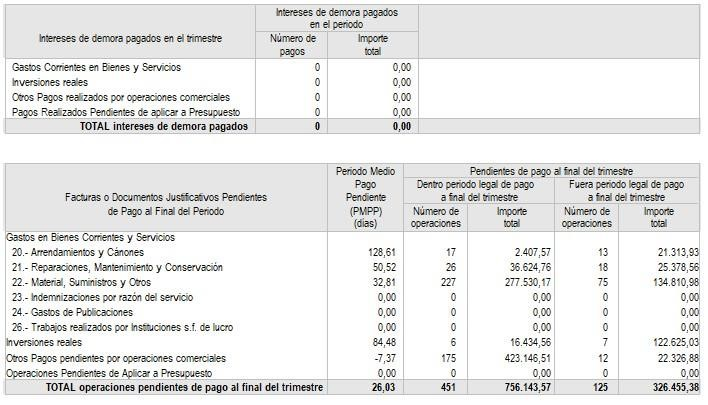 Intereses de demora pagados en el trimestre
Intereses de demora pagados
en el periodo
Número de
pagos
Importe
total
Gastos Corrientes en Bienes y Servicios 0 0,00
Inversiones reales 0 0,00
Otros Pagos realizados por operaciones comerciales 0 0,00
Pagos Realizados Pendientes de aplicar a Presupuesto 0 0,00
TOTAL intereses de demora pagados 0 0,00
Facturas o Documentos Justificativos Pendientes
de Pago al Final del Periodo
Periodo Medio
Pago
Pendiente
(PMPP)
(días)
Pendientes de pago al final del trimestre
Dentro periodo legal de pago
a final del trimestre
Fuera periodo legal de pago
a final del trimestre
Número de
operaciones
Importe
total
Número de
operaciones
Importe
total
Gastos en Bienes Corrientes y Servicios
20.- Arrendamientos y Cánones 128,61 17 2.407,57 13 21.313,93
21.- Reparaciones, Mantenimiento y Conservación 50,52 26 36.624,76 18 25.378,56
22.- Material, Suministros y Otros 32,81 227 277.530,17 75 134.810,98
23.- Indemnizaciones por razón del servicio 0,00 0 0,00 0 0,00
24.- Gastos de Publicaciones 0,00 0 0,00 0 0,00
26.- Trabajos realizados por Instituciones s.f. de lucro 0,00 0 0,00 0 0,00
Inversiones reales 84,48 6 16.434,56 7 122.625,03
Otros Pagos pendientes por operaciones comerciales -7,37 175 423.146,51 12 22.326,88
Operaciones Pendientes de Aplicar a Presupuesto 0,00 0 0,00 0 0,00
TOTAL operaciones pendientes de pago al final del trimestre 26,03 451 756.143,57 125 326.455,38